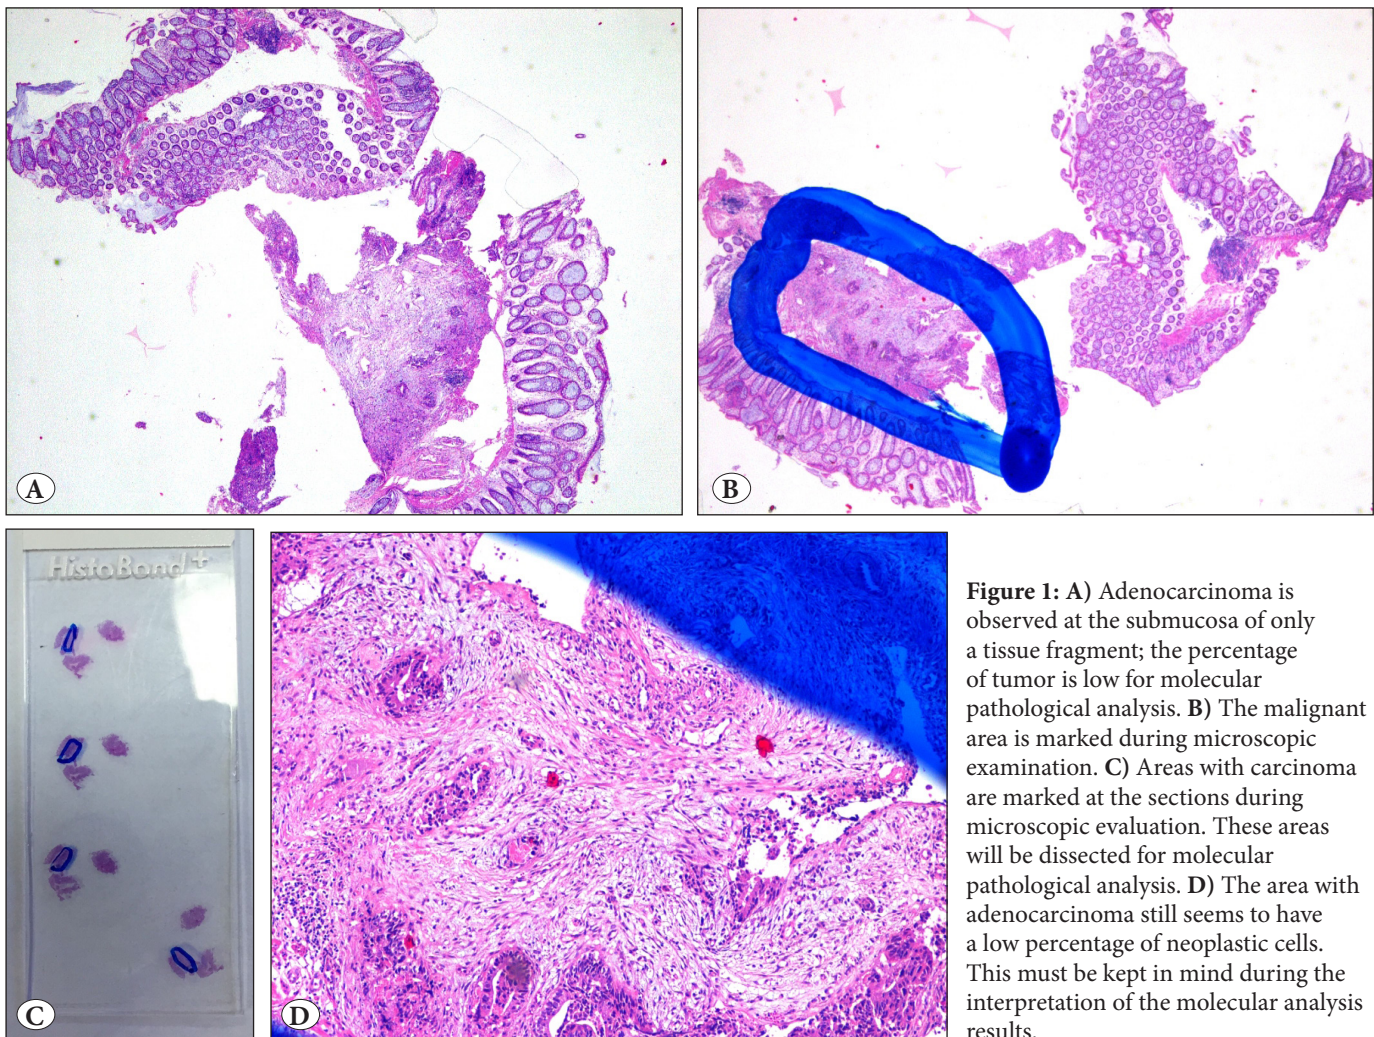 A
B
HistoBond+
C
D
Figure 1: A) Adenocarcinoma is
observed at the submucosa of only
a tissue fragment; the percentage
of tumor is low for molecular
pathological analysis. B) The malignant
area is marked during microscopic
examination. C) Areas with carcinoma
are marked at the sections during
microscopic evaluation. These areas
will be dissected for molecular
pathological analysis. D) The area with
adenocarcinoma still seems to have
a low percentage of neoplastic cells.
This must be kept in mind during the
interpretation of the molecular analysis
results.